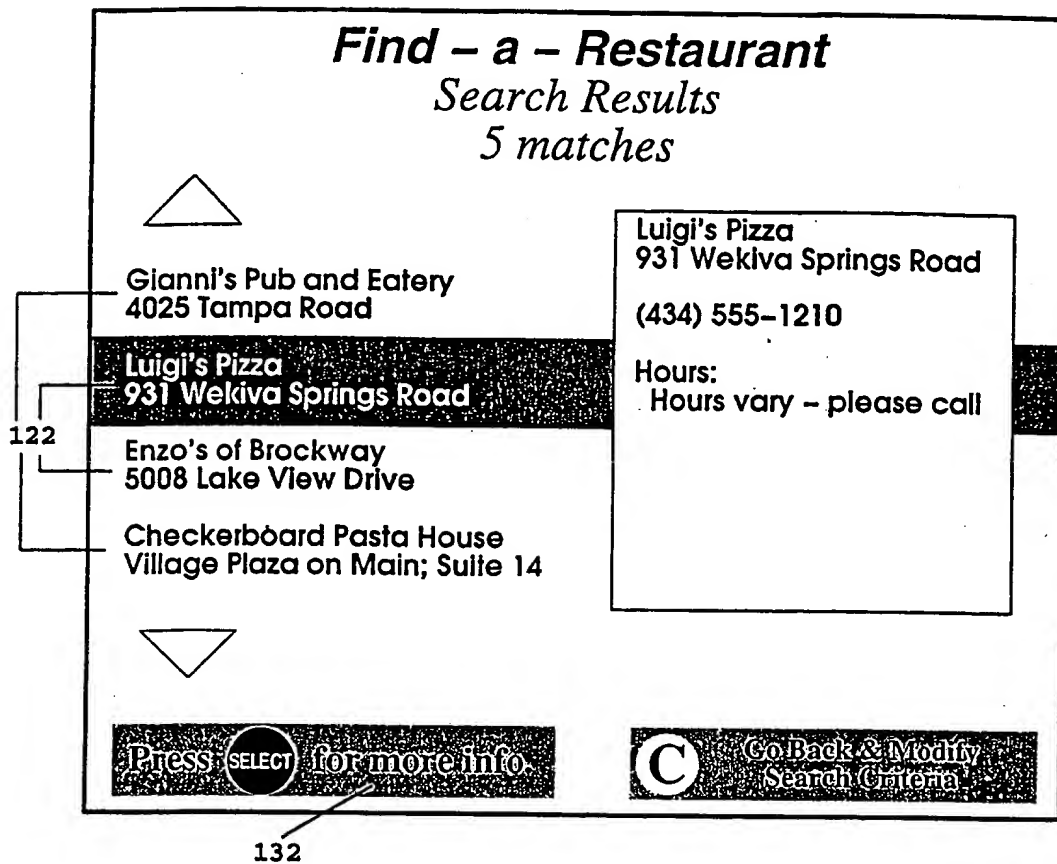 Find – a – Restaurant
Search Results
5 matches
Gianni's Pub and Eatery
4025 Tampa Road
Luigi's Pizza
931 Wekiva Springs Road
122
Enzo's of Brockway
5008 Lake View Drive
Checkerboard Pasta House
Village Plaza on Main; Suite 14
Luigi's Pizza
931 Wekiva Springs Road
(434) 555–1210
Hours:
Hours vary – please call
Press SELECT for more info.
C Go Back & Modify
Search Criteria
132